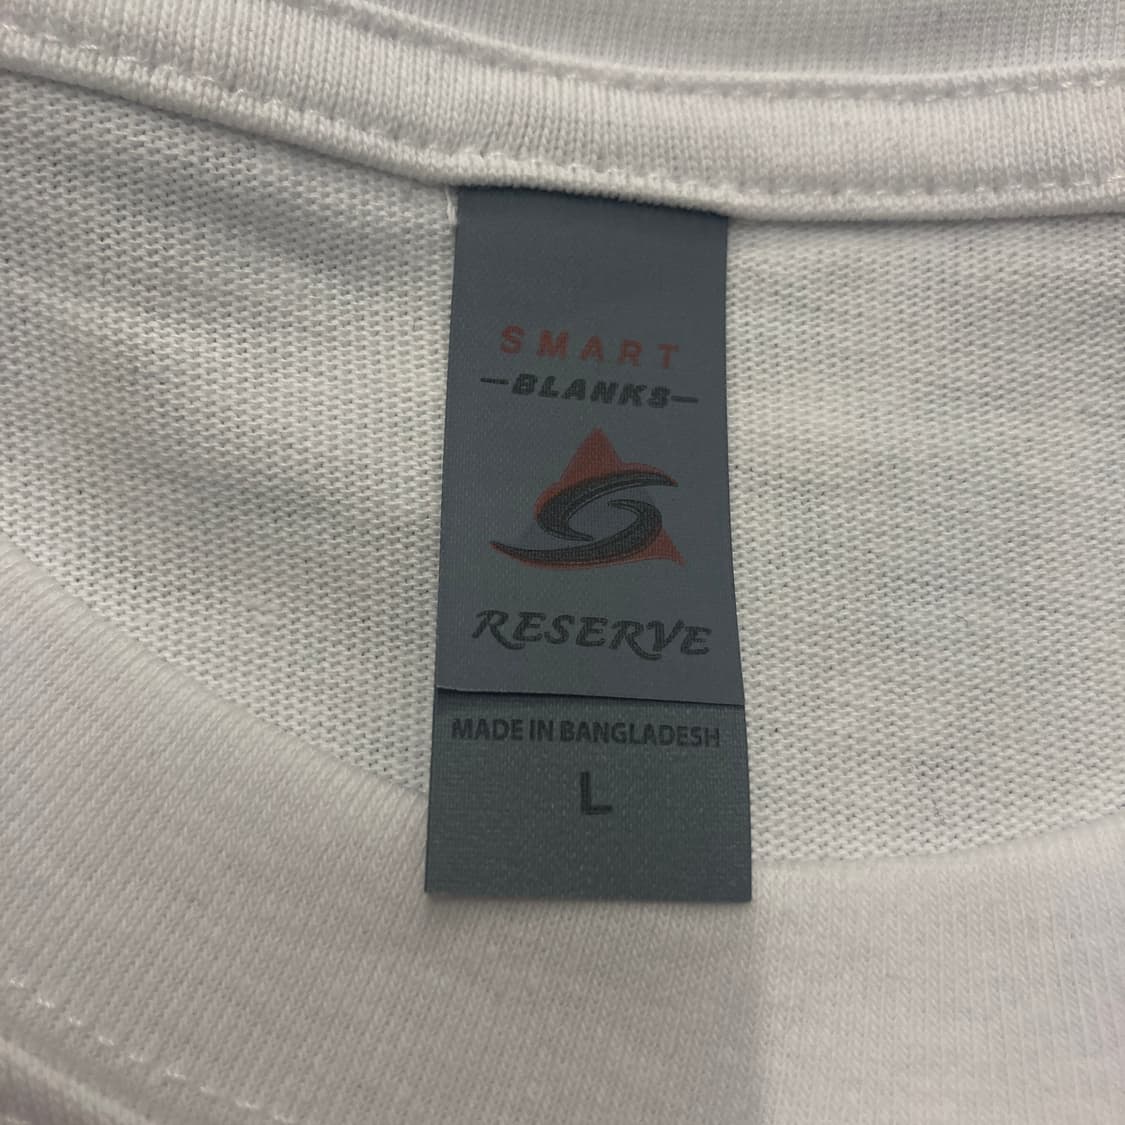 SMART
—BLANKS—
RESERVE
MADE IN BANGLADESH
L